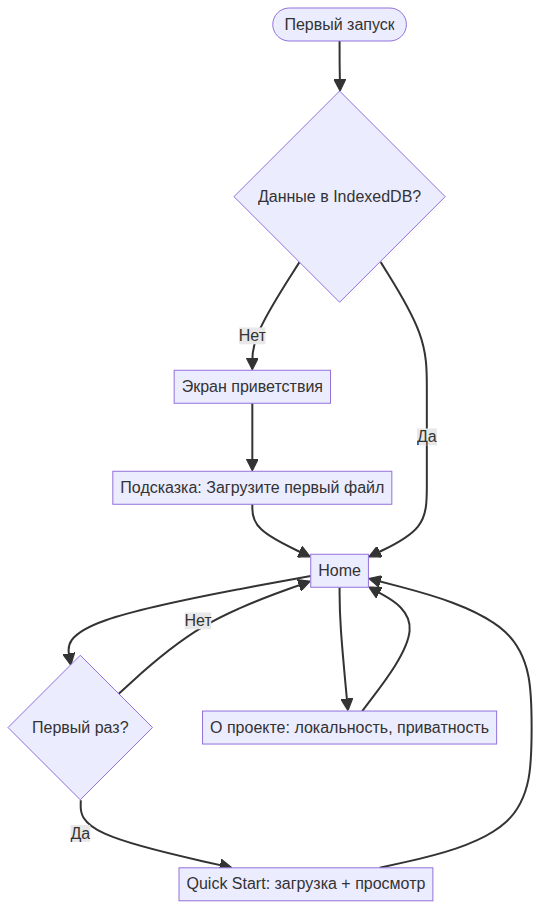 Первый запуск
Данные в IndexedDB?
Нет
Экран приветствия
Да
Подсказка: Загрузите первый файл
Home
Нет
Первый раз?
О проекте: локальность, приватность
Да
Quick Start: загрузка + просмотр